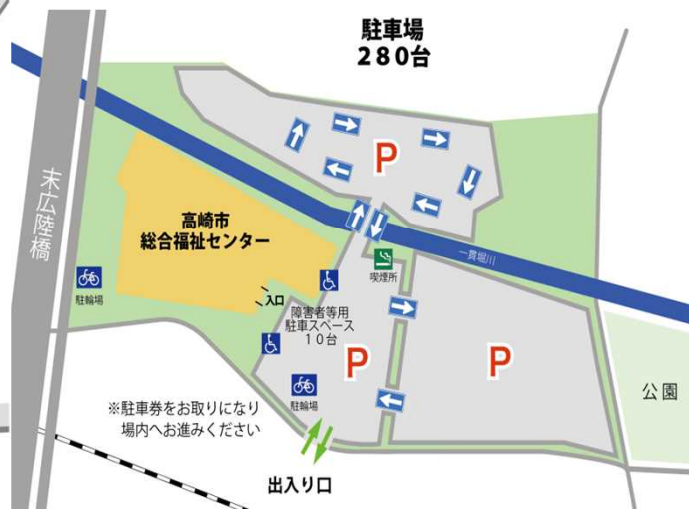 駐車場
280台
末広陸橋
P
高崎市
総合福祉センター
一貫堀川
喫煙所
駐輪場
入口
障害者等用
駐車スペース
10台
P
P
公園
駐輪場
※駐車券をお取りになり
場内へお進みください
出入り口